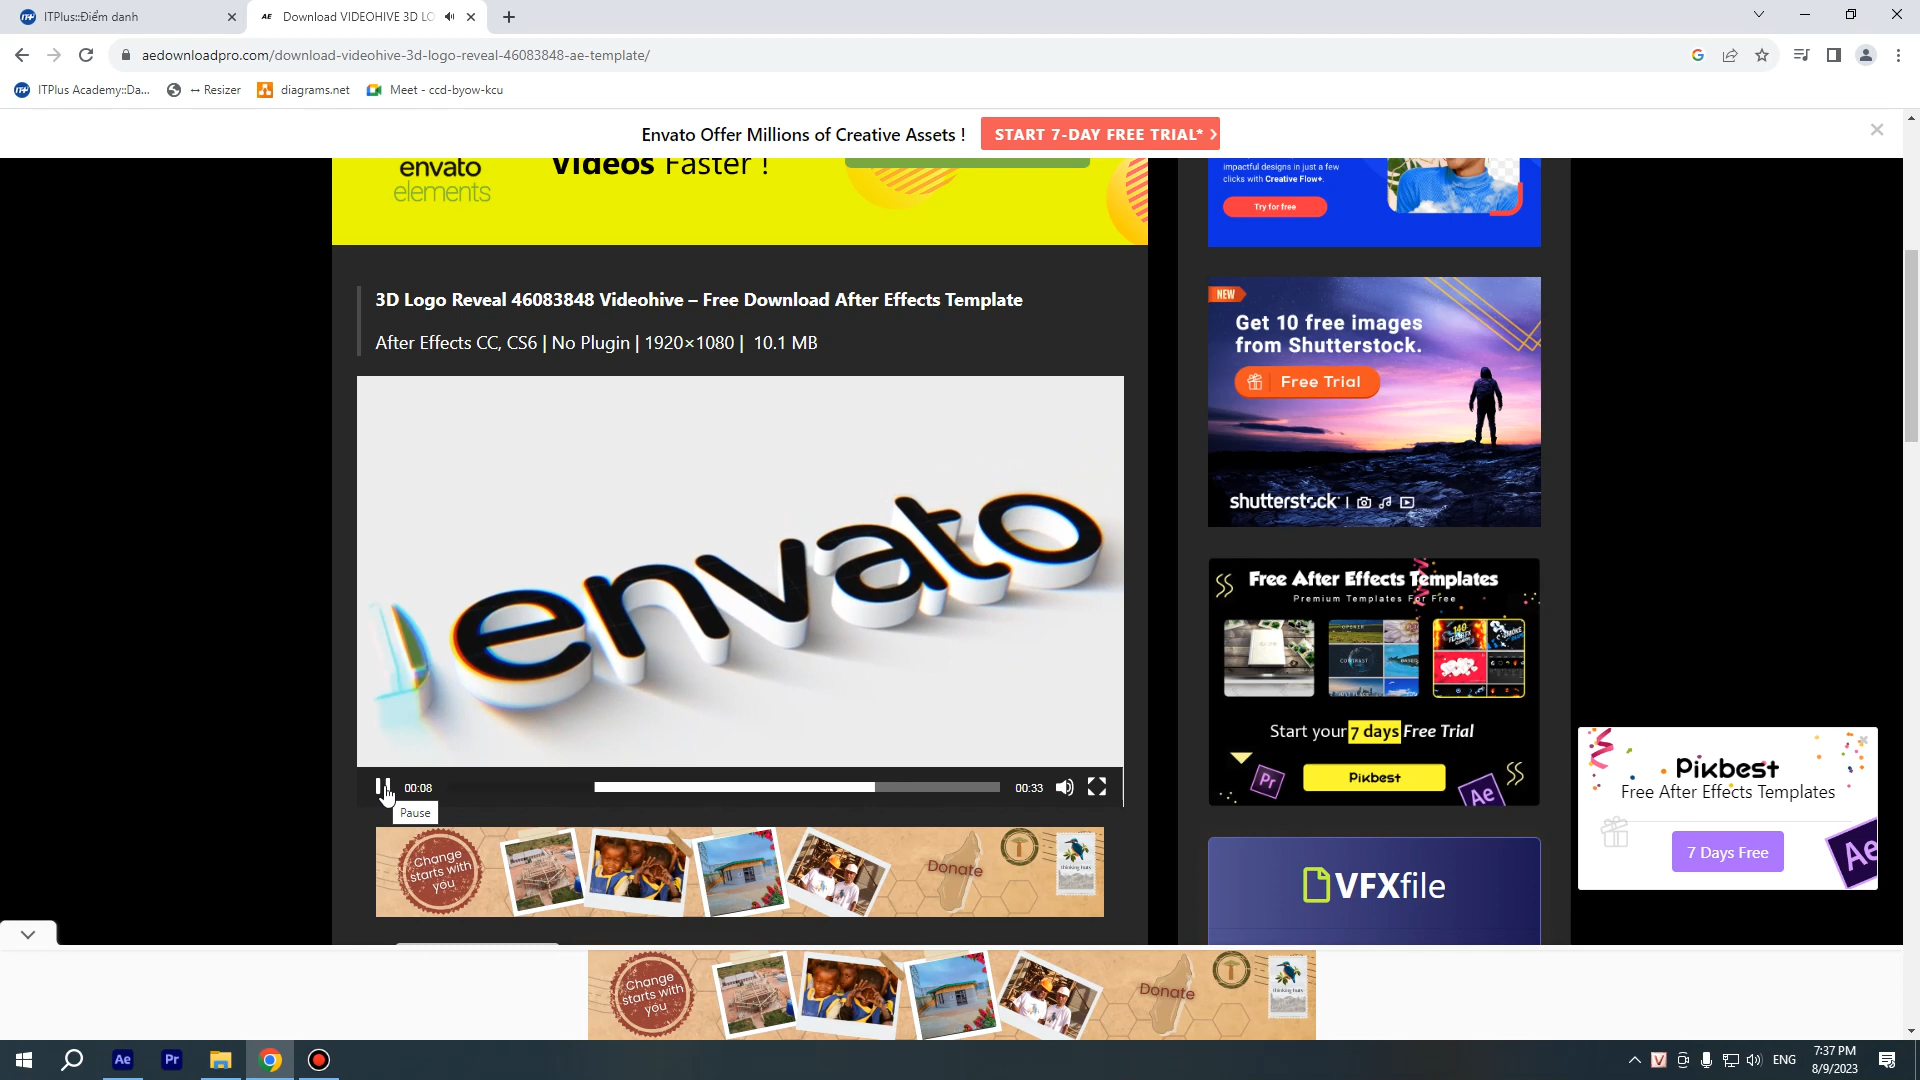 ITPlus::Điểm danh
AE Download VIDEOHIVE 3D LO
aedownloadpro.com/download-videohive-3d-logo-reveal-46083848-ae-template/
ITPlus Academy::Da...
↔ Resizer
diagrams.net
Meet - ccd-byow-kcu
Envato Offer Millions of Creative Assets !
START 7-DAY FREE TRIAL* >
envato
elements
Videos Faster !
impactful designs in just a few
clicks with Creative Flow+.
Try for free
3D Logo Reveal 46083848 Videohive – Free Download After Effects Template
After Effects CC, CS6 | No Plugin | 1920×1080 | 10.1 MB
envato
00:08
00:33
Pause
NEW
Get 10 free images
from Shutterstock.
Free Trial
shutterstock
Free After Effects Templates
Premium Templates For Free
Start your 7 days Free Trial
Pikbest
Pr
Ae
VFXfile
Pikbest
Free After Effects Templates
7 Days Free
Ae
Change
starts with
you
Donate
Change
starts with
you
Donate
Ae
Pr
ENG
7:37 PM
8/9/2023